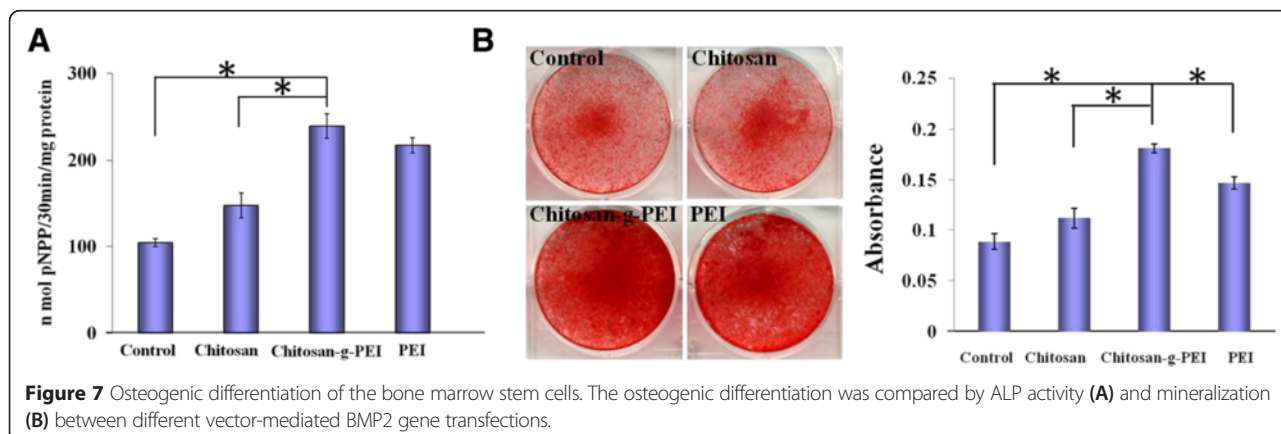 A
n mol pNPP/30min/mg protein
300
250
200
150
100
50
0
*
*
Control Chitosan Chitosan-g-PEI PEI
B
Control Chitosan
Chitosan-g-PEI PEI
Absorbance
0.25
0.2
0.15
0.1
0.05
0
* *
*
Control Chitosan Chitosan-g-PEI PEI
Figure 7 Osteogenic differentiation of the bone marrow stem cells. The osteogenic differentiation was compared by ALP activity (A) and mineralization
(B) between different vector-mediated BMP2 gene transfections.